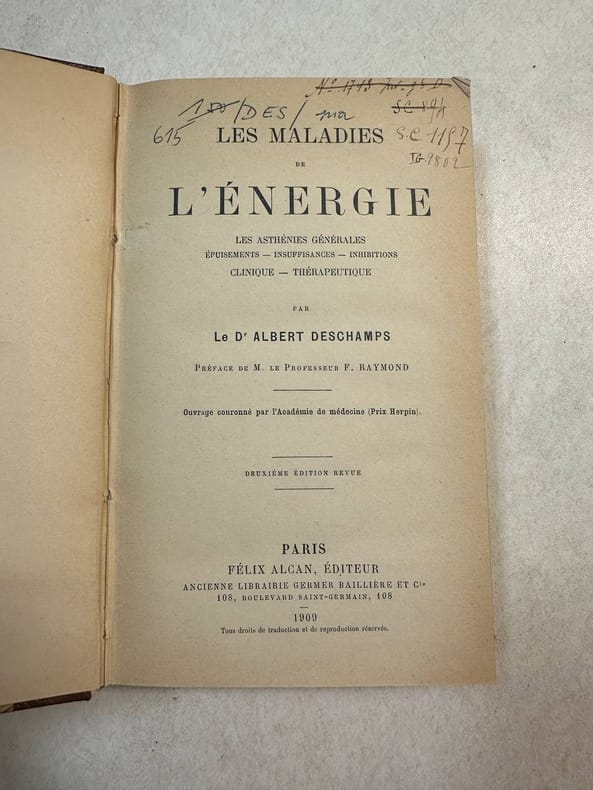 /DES/
615
SC 1197
LES MALADIES
DE
L'ÉNERGIE
LES ASTHÉNIES GÉNÉRALES
ÉPUISEMENTS — INSUFFISANCES — INHIBITIONS
CLINIQUE — THÉRAPEUTIQUE
PAR
Le Dr ALBERT DESCHAMPS
PRÉFACE DE M. LE PROFESSEUR F. RAYMOND
Ouvrage couronné par l'Académie de médecine (Prix Herpin).
DEUXIÈME ÉDITION REVUE
PARIS
FÉLIX ALCAN, ÉDITEUR
ANCIENNE LIBRAIRIE GERMER BAILLIÈRE ET Cie
108, BOULEVARD SAINT-GERMAIN, 108
1909
Tous droits de traduction et de reproduction réservés.